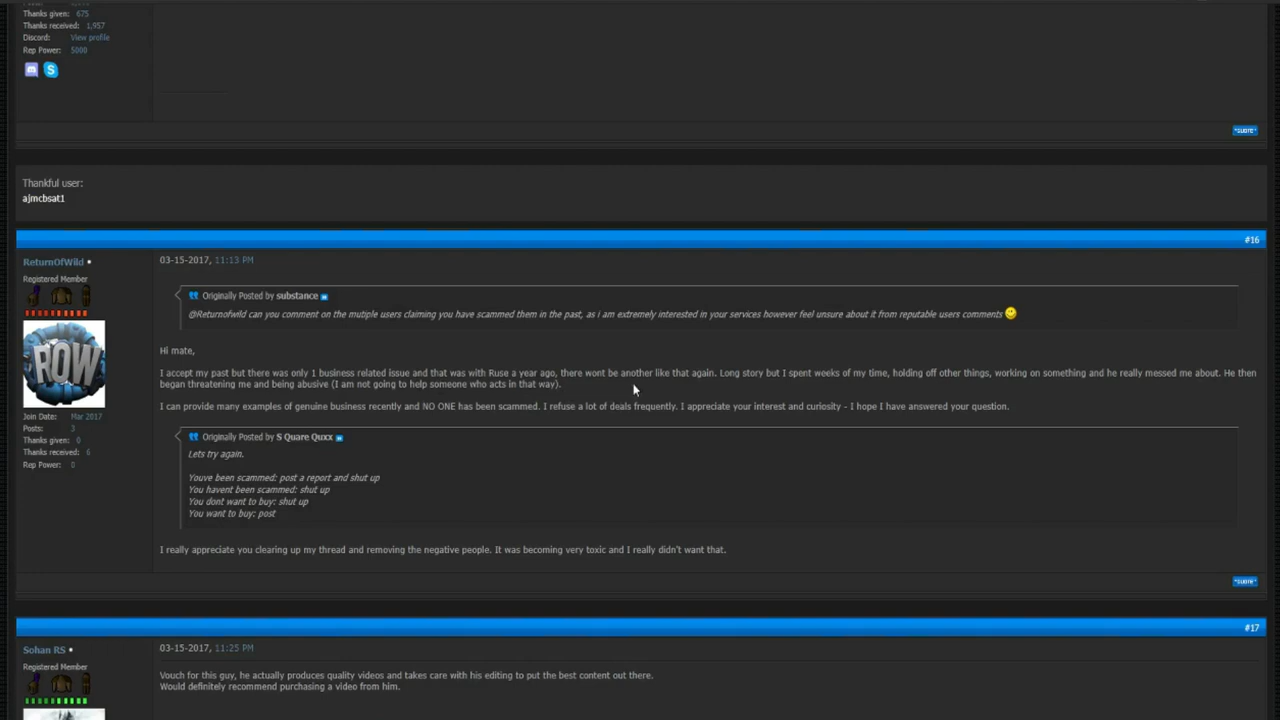 Thanks given: 675
Thanks received: 1,957
Discord: View profile
Rep Power: 5000
Thankful user:
ajmcbsat1
#16
ReturnOfWild
Registered Member
ROW
Join Date: Mar 2017
Posts: 3
Thanks given: 0
Thanks received: 6
Rep Power: 0
03-15-2017, 11:13 PM
Originally Posted by substance
@Returnofwild can you comment on the mutiple users claiming you have scammed them in the past, as i am extremely interested in your services however feel unsure about it from reputable users comments
Hi mate,
I accept my past but there was only 1 business related issue and that was with Ruse a year ago, there wont be another like that again. Long story but I spent weeks of my time, holding off other things, working on something and he really messed me about. He then
began threatening me and being abusive (I am not going to help someone who acts in that way).
I can provide many examples of genuine business recently and NO ONE has been scammed. I refuse a lot of deals frequently. I appreciate your interest and curiosity - I hope I have answered your question.
Originally Posted by S Quare Quxx
Lets try again.
Youve been scammed: post a report and shut up
You havent been scammed: shut up
You dont want to buy: shut up
You want to buy: post
I really appreciate you clearing up my thread and removing the negative people. It was becoming very toxic and I really didn't want that.
#17
Sohan RS
Registered Member
03-15-2017, 11:25 PM
Vouch for this guy, he actually produces quality videos and takes care with his editing to put the best content out there.
Would definitely recommend purchasing a video from him.